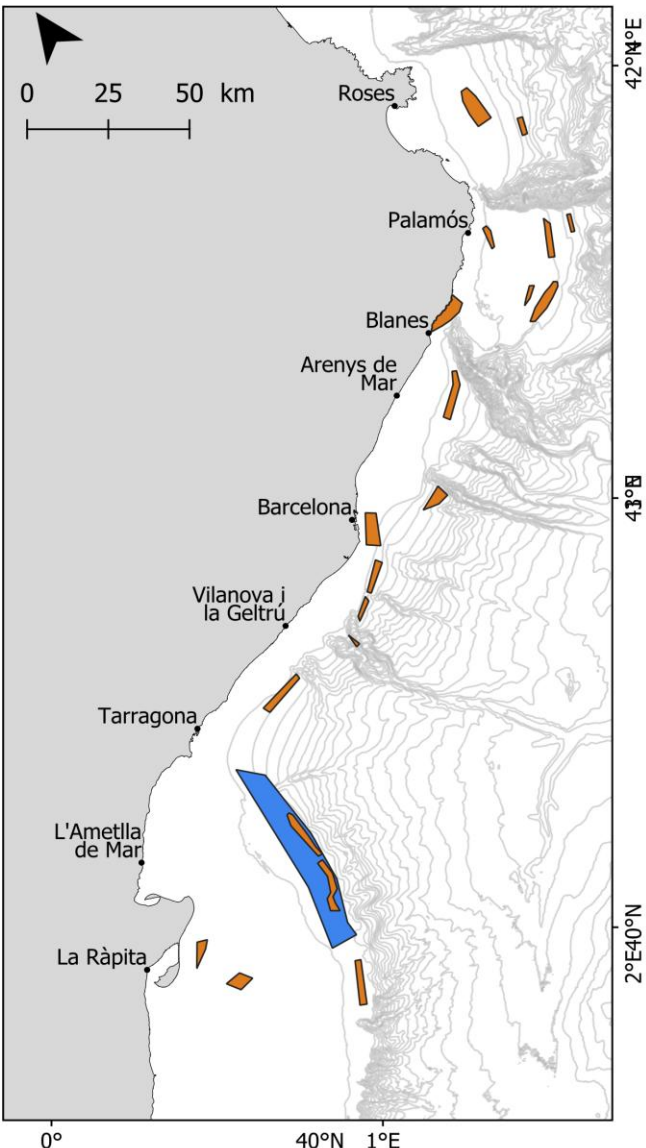 0 25 50 km
Roses
Palamós
Blanes
Arenys de
Mar
Barcelona
Vilanova i
la Geltrú
Tarragona
L'Ametlla
de Mar
La Ràpita
0°
40°N 1°E
2°E40°N